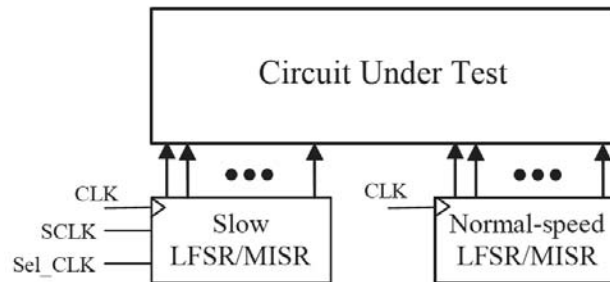 Circuit Under Test
CLK
SCLK
Sel_CLK
Slow
LFSR/MISR
CLK
Normal-speed
LFSR/MISR